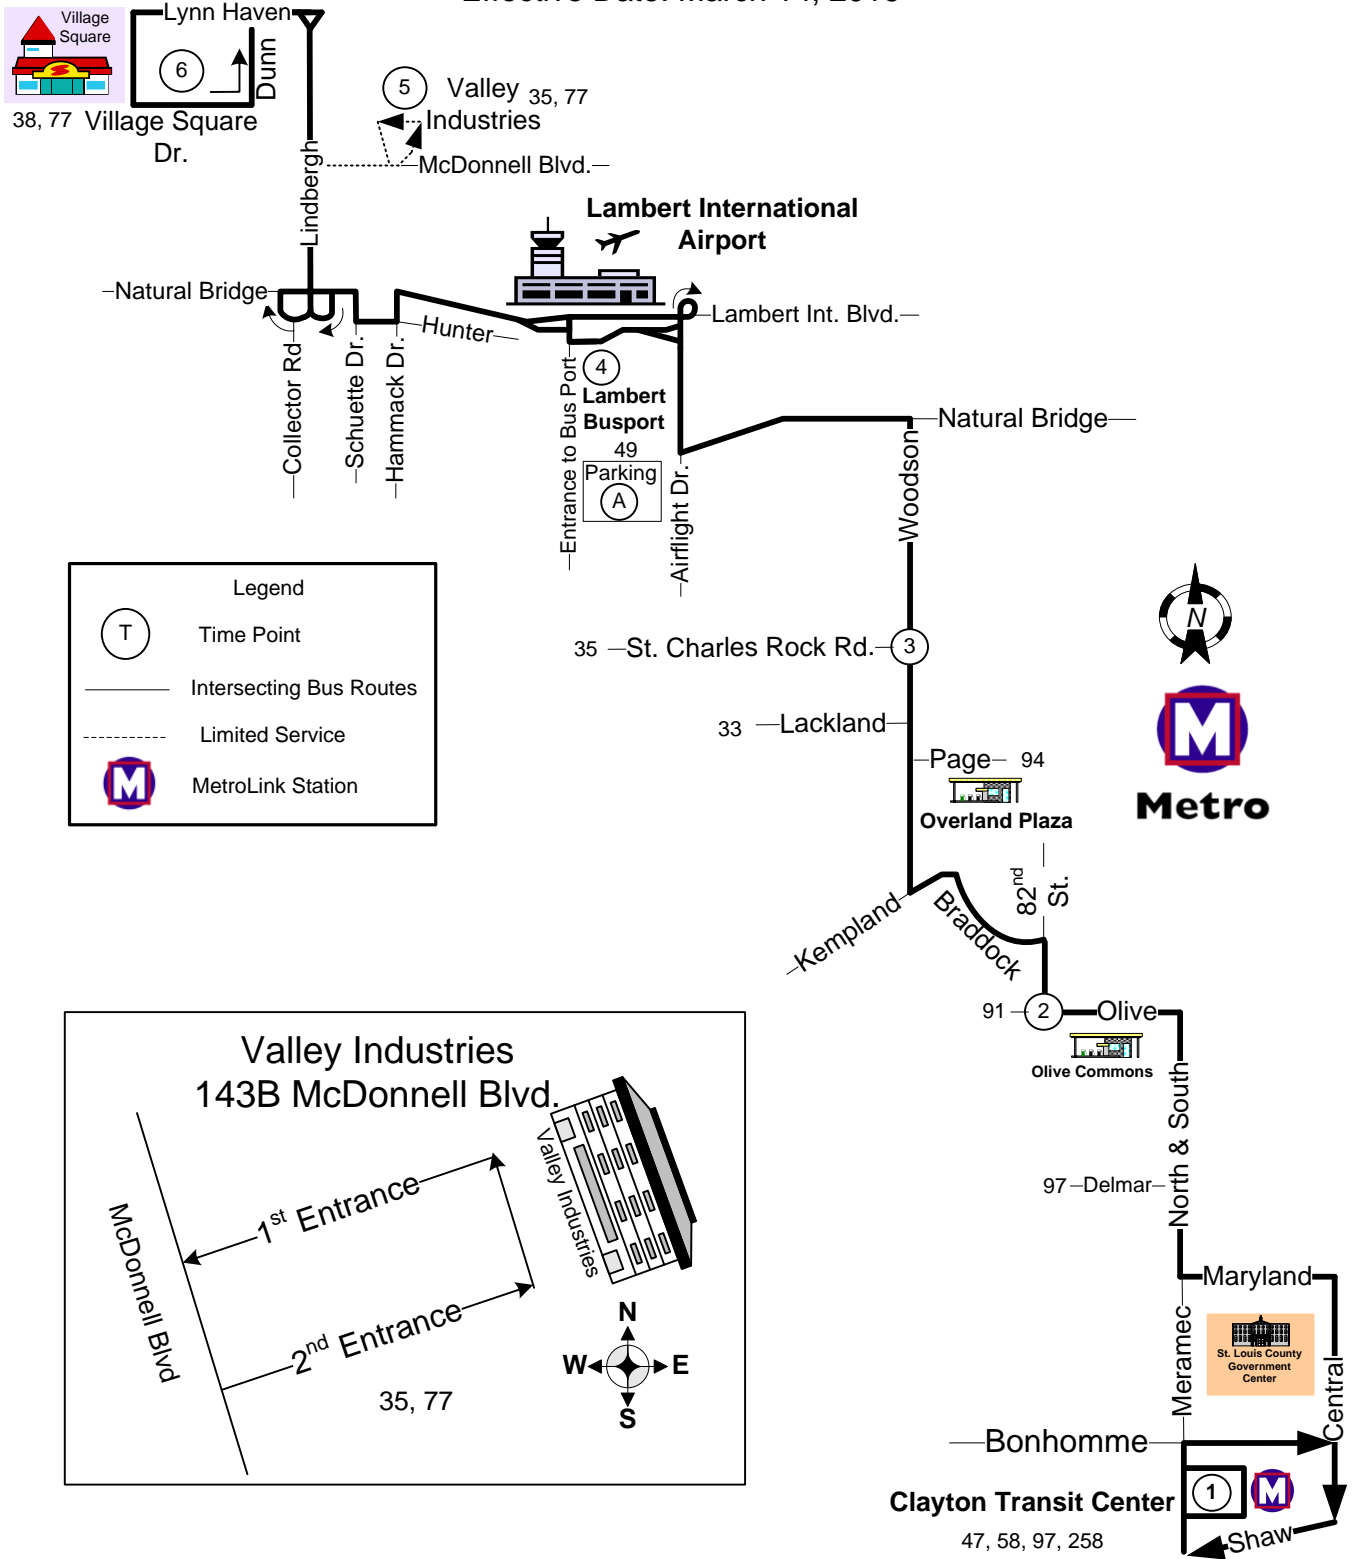 Village
Square
Lynn Haven
6
Dunn
38, 77
Village Square
Dr.
5
Valley
Industries
35, 77
McDonnell Blvd.
Lindbergh
Lambert International
Airport
Natural Bridge
Hunter
Lambert Int. Blvd.
Collector Rd
Schuette Dr.
Hammack Dr.
Entrance to Bus Port
4
Lambert
Busport
49
Parking
A
Airflight Dr.
Natural Bridge
Woodson
Legend
T
Time Point
Intersecting Bus Routes
Limited Service
M
MetroLink Station
35
St. Charles Rock Rd.
3
N
33
Lackland
Page
94
Overland Plaza
M
Metro
82nd
St.
Kempland
Braddock
91
2
Olive
Olive Commons
North & South
97
Delmar
Maryland
Meramec
St. Louis County
Government
Center
Central
Bonhomme
Clayton Transit Center
1
M
47, 58, 97, 258
Shaw
Valley Industries
143B McDonnell Blvd.
Valley Industries
1st Entrance
McDonnell Blvd
2nd Entrance
35, 77
N
W
E
S